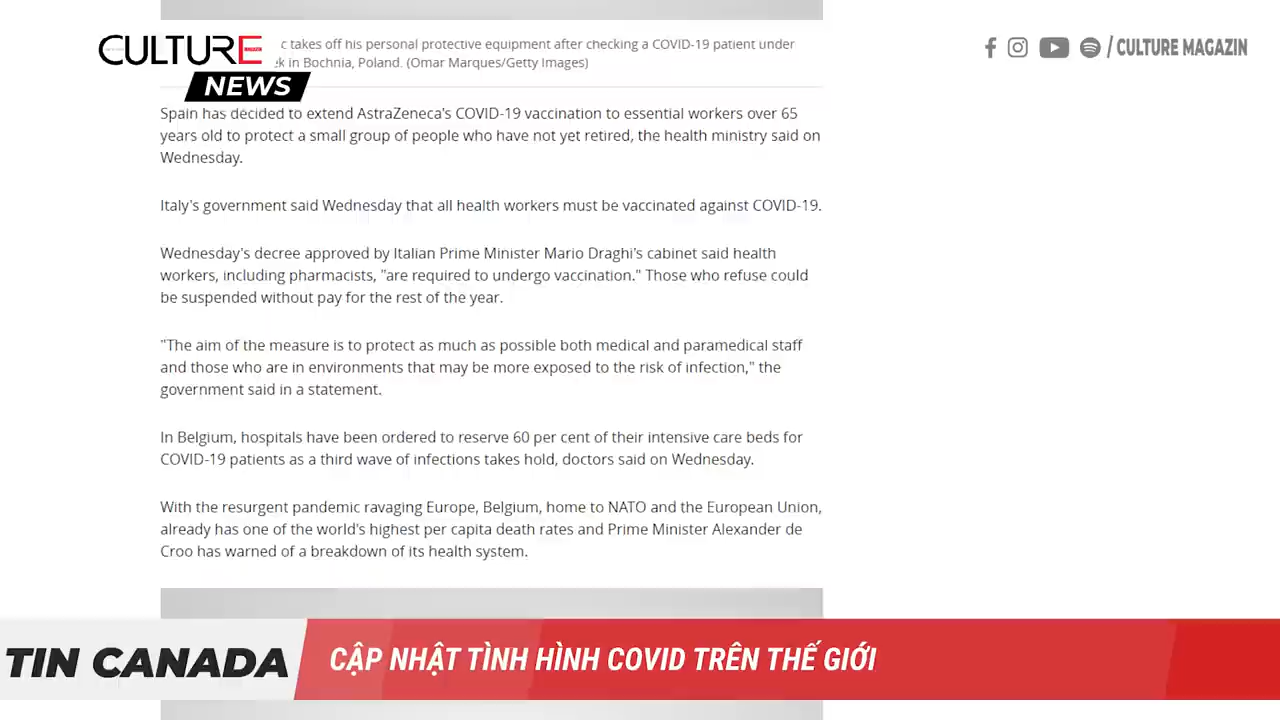 CULTURE
MAGAZIN
NEWS
/ CULTURE MAGAZIN
c takes off his personal protective equipment after checking a COVID-19 patient under
ek in Bochnia, Poland. (Omar Marques/Getty Images)
Spain has decided to extend AstraZeneca's COVID-19 vaccination to essential workers over 65
years old to protect a small group of people who have not yet retired, the health ministry said on
Wednesday.
Italy's government said Wednesday that all health workers must be vaccinated against COVID-19.
Wednesday's decree approved by Italian Prime Minister Mario Draghi's cabinet said health
workers, including pharmacists, "are required to undergo vaccination." Those who refuse could
be suspended without pay for the rest of the year.
"The aim of the measure is to protect as much as possible both medical and paramedical staff
and those who are in environments that may be more exposed to the risk of infection," the
government said in a statement.
In Belgium, hospitals have been ordered to reserve 60 per cent of their intensive care beds for
COVID-19 patients as a third wave of infections takes hold, doctors said on Wednesday.
With the resurgent pandemic ravaging Europe, Belgium, home to NATO and the European Union,
already has one of the world's highest per capita death rates and Prime Minister Alexander de
Croo has warned of a breakdown of its health system.
TIN CANADA
CẬP NHẬT TÌNH HÌNH COVID TRÊN THẾ GIỚI